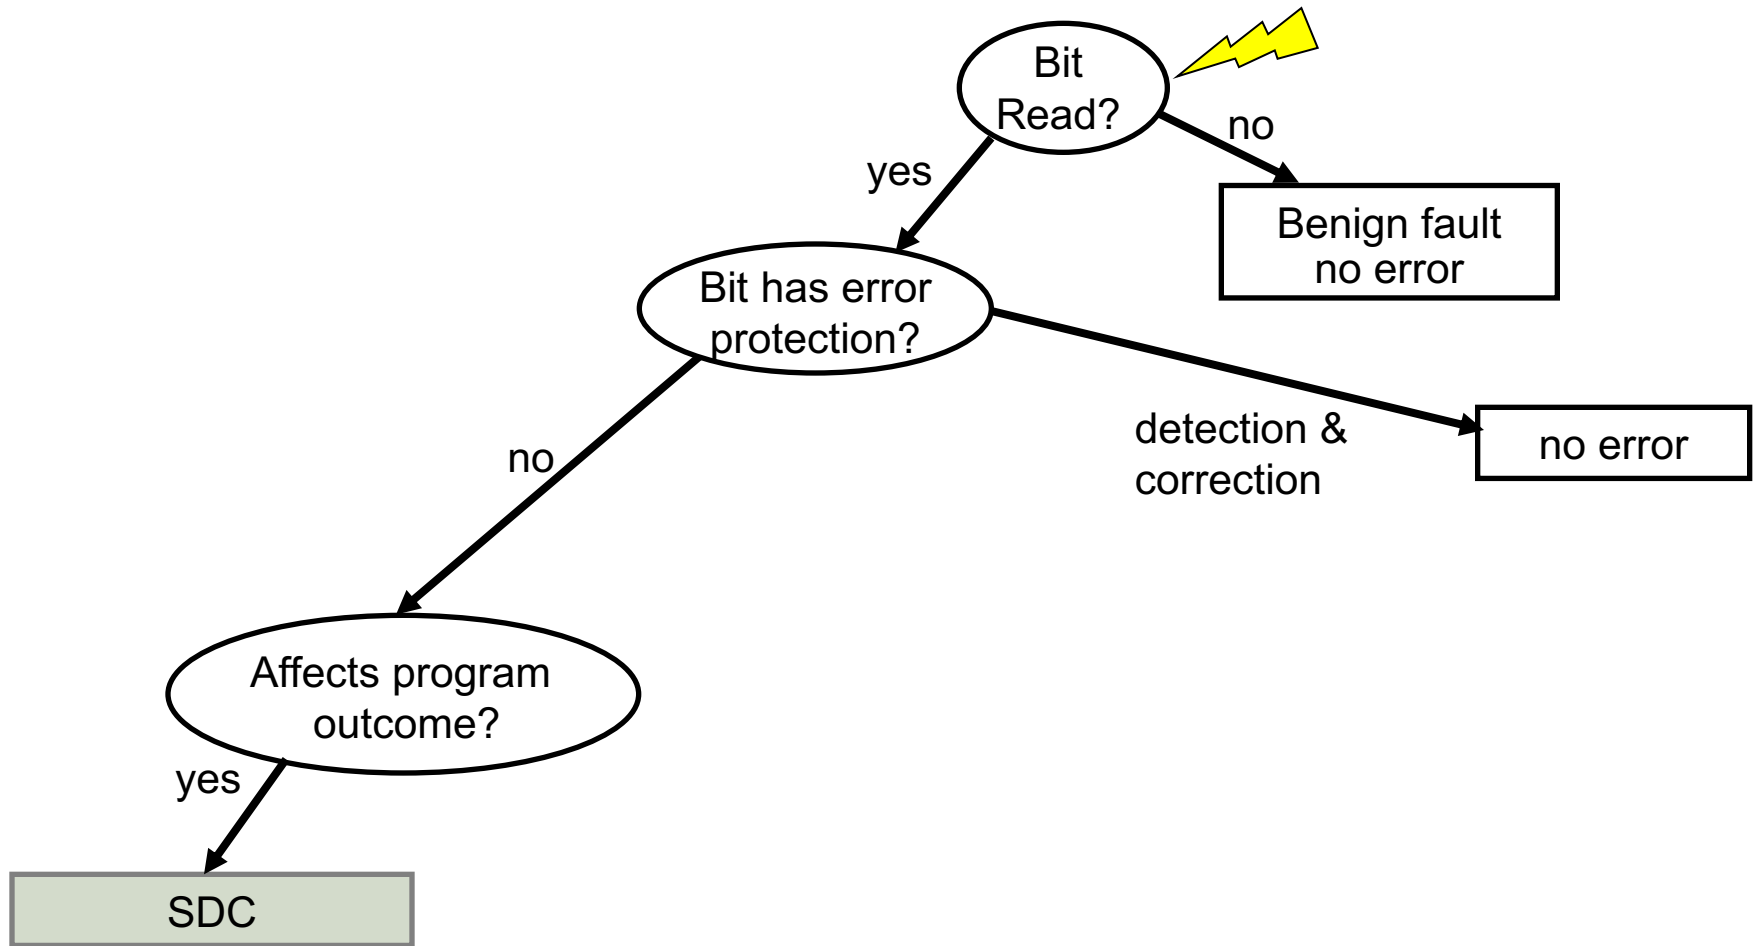 Bit
Read?
no
yes
Benign fault
no error
Bit has error
protection?
detection &
correction
no error
no
Affects program
outcome?
yes
SDC